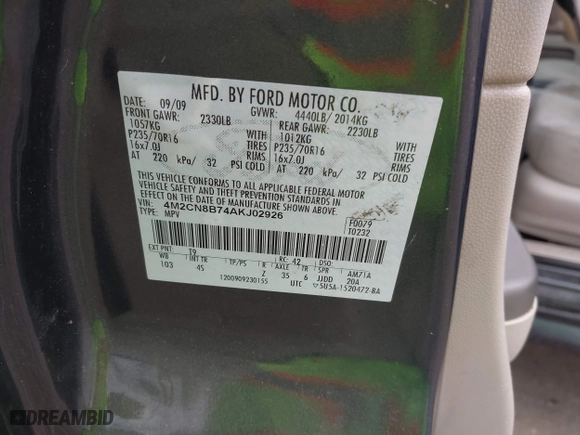 MFD. BY FORD MOTOR CO.
DATE: 09/09 GVWR: 4440LB/ 2014KG
FRONT GAWR: 2330LB REAR GAWR: 2230LB
1057KG WITH 1012KG WITH
P235/70R16 TIRES P235/70R16 TIRES
16x7.0J RIMS 16x7.0J RIMS
AT 220 kPa/ 32 PSI COLD AT 220 kPa/ 32 PSI COLD
THIS VEHICLE CONFORMS TO ALL APPLICABLE FEDERAL MOTOR
VEHICLE SAFETY AND THEFT PREVENTION STANDARDS IN
EFFECT ON THE DATE OF MANUFACTURE SHOWN ABOVE.
VIN: 4M2CN8B74AKJ02926
TYPE: MPV
F0079
T0232
EXT PNT: T9 RC: 42 DSO:
WB INT TR TP/PS R AXLE TR SPR AM71A
103 4S Z 35 6 JJDD 20A
1200909230155 UTC 5U5A-1520472-BA
DREAMBID